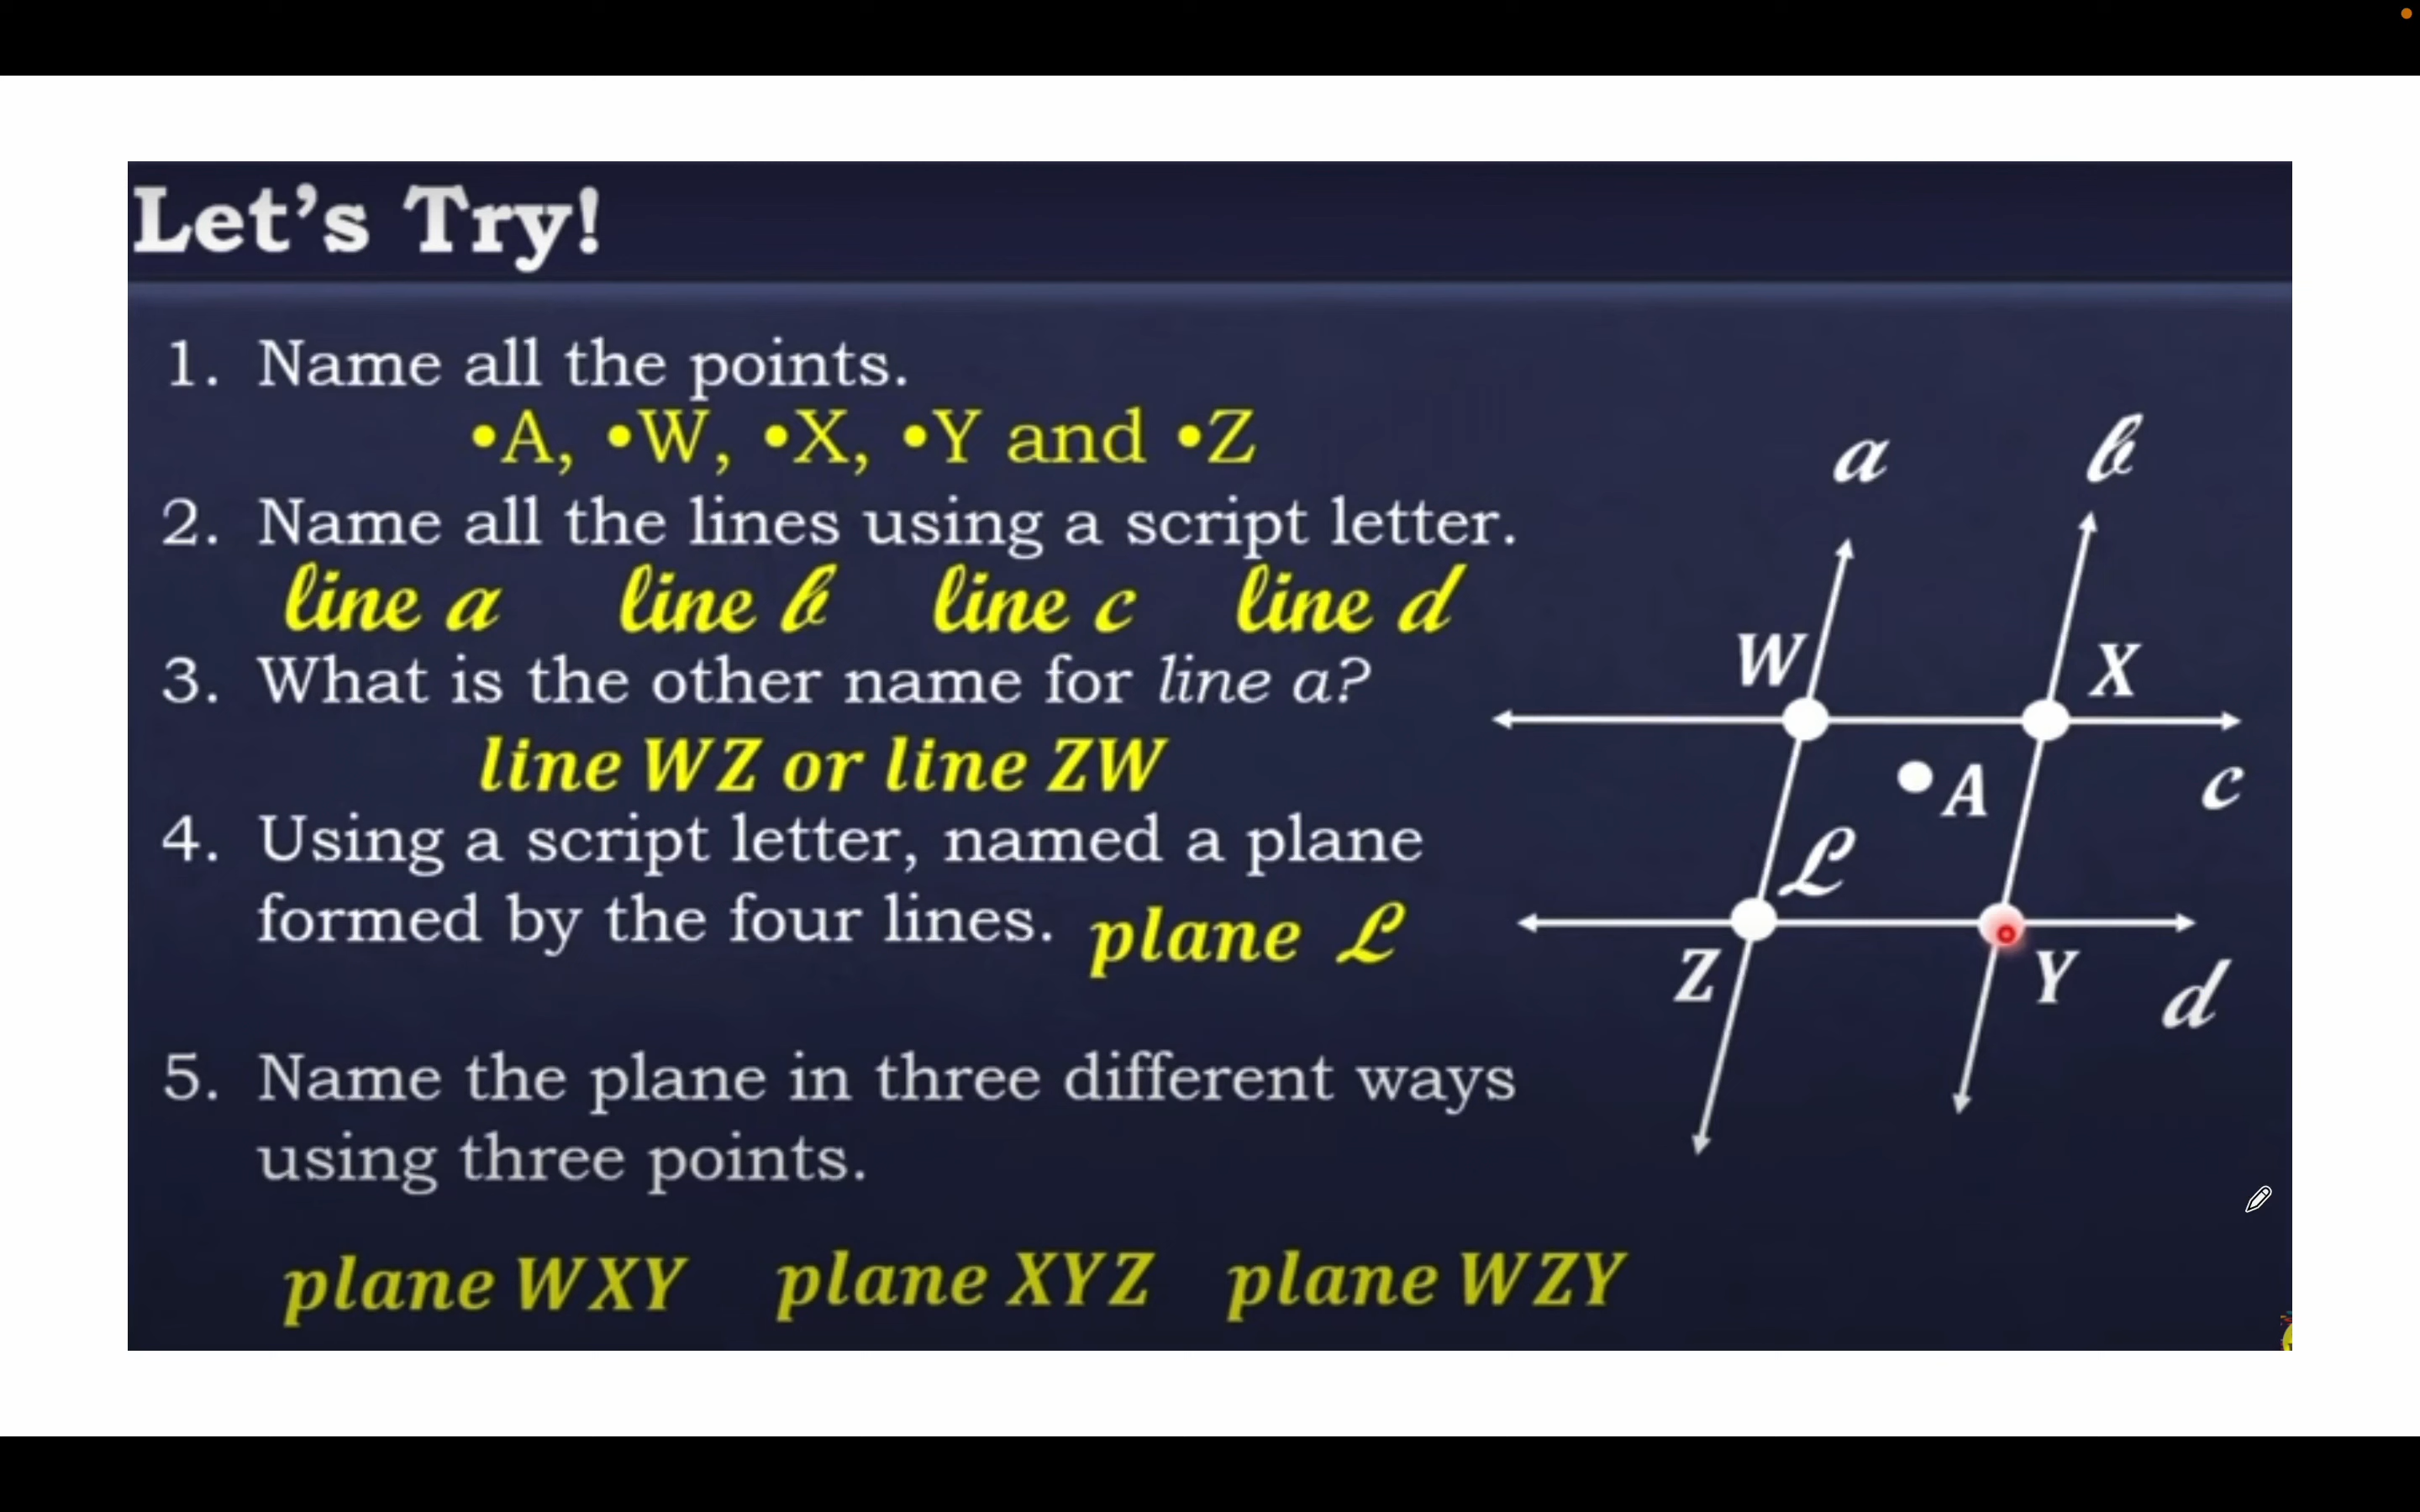 Let's Try!
1. Name all the points.
•A, •W, •X, •Y and •Z
2. Name all the lines using a script letter.
line a line b line c line d
3. What is the other name for line a?
line WZ or line ZW
4. Using a script letter, named a plane
formed by the four lines. plane ℒ
5. Name the plane in three different ways
using three points.
plane WXY plane XYZ plane WZY
a b
W X
A c
ℒ
Z Y d